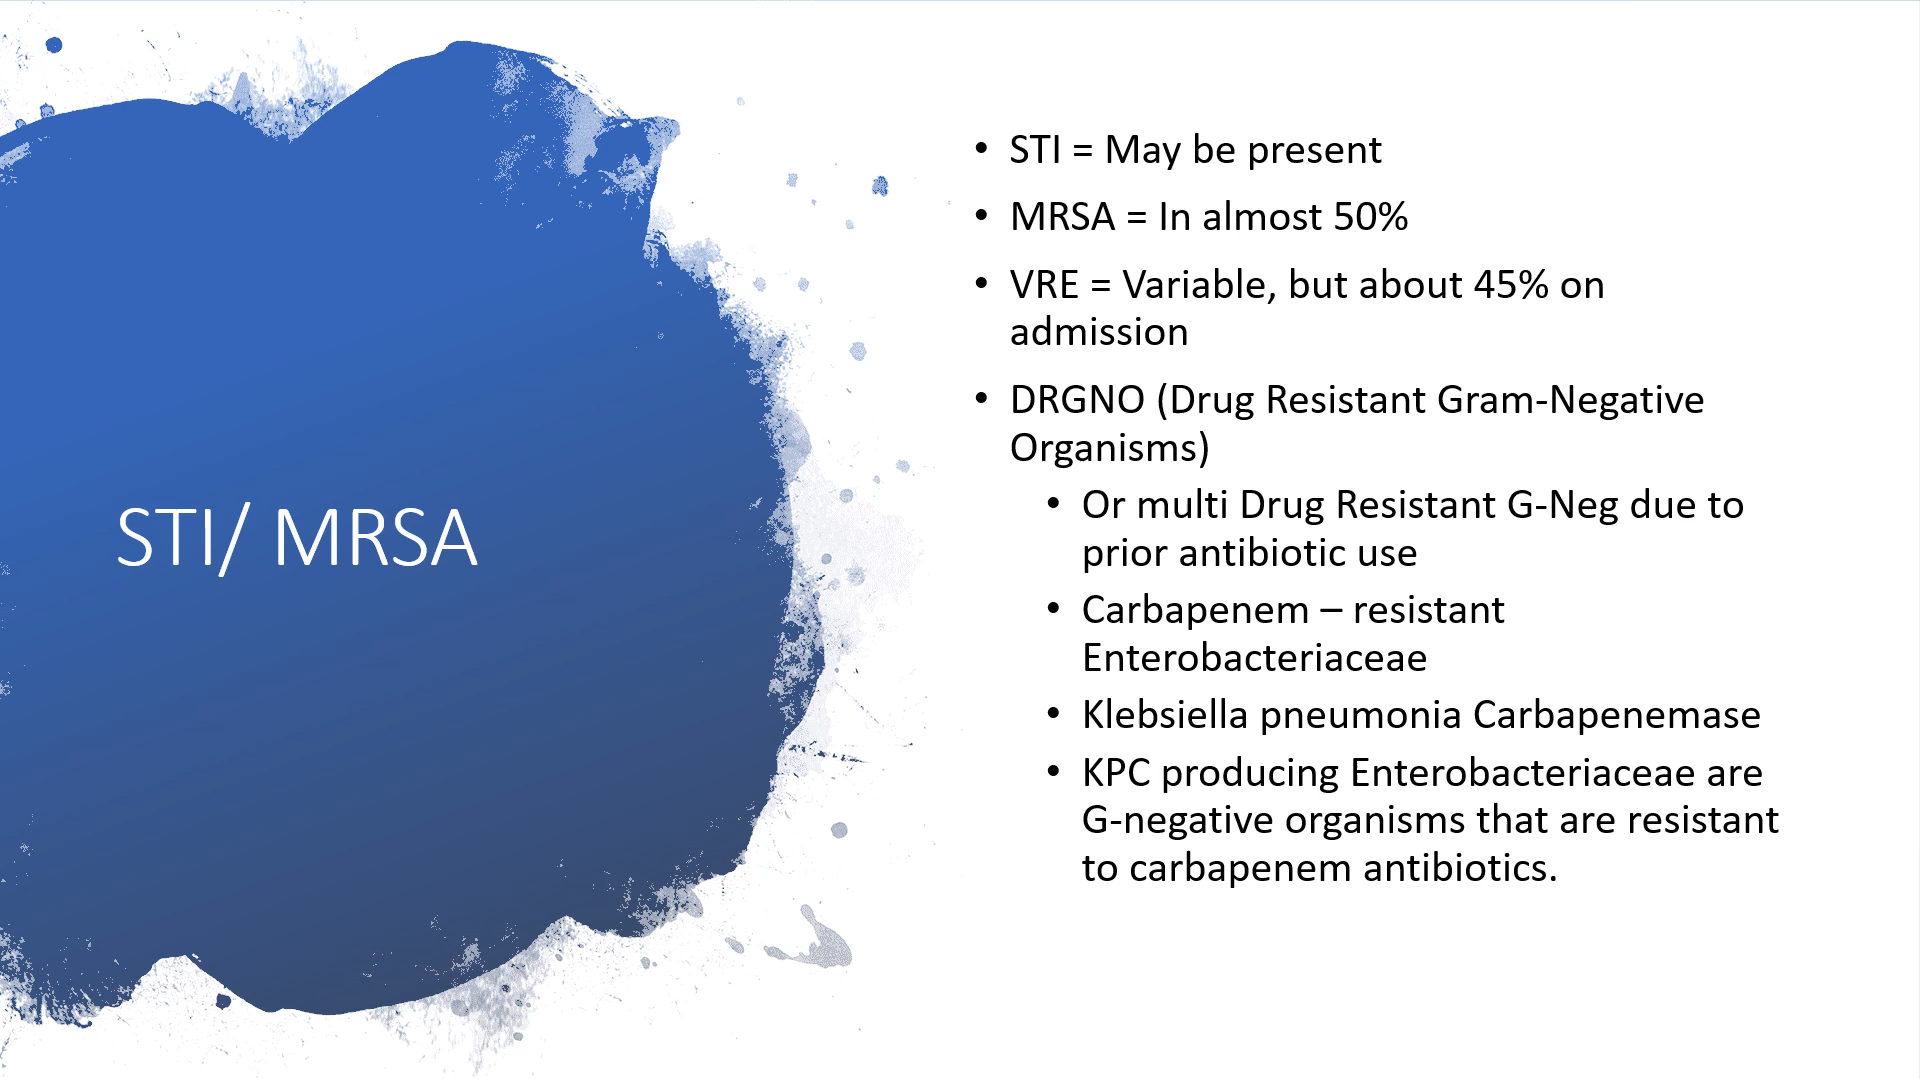 STI/ MRSA
• STI = May be present
• MRSA = In almost 50%
• VRE = Variable, but about 45% on
admission
• DRGNO (Drug Resistant Gram-Negative
Organisms)
• Or multi Drug Resistant G-Neg due to
prior antibiotic use
• Carbapenem – resistant
Enterobacteriaceae
• Klebsiella pneumonia Carbapenemase
• KPC producing Enterobacteriaceae are
G-negative organisms that are resistant
to carbapenem antibiotics.